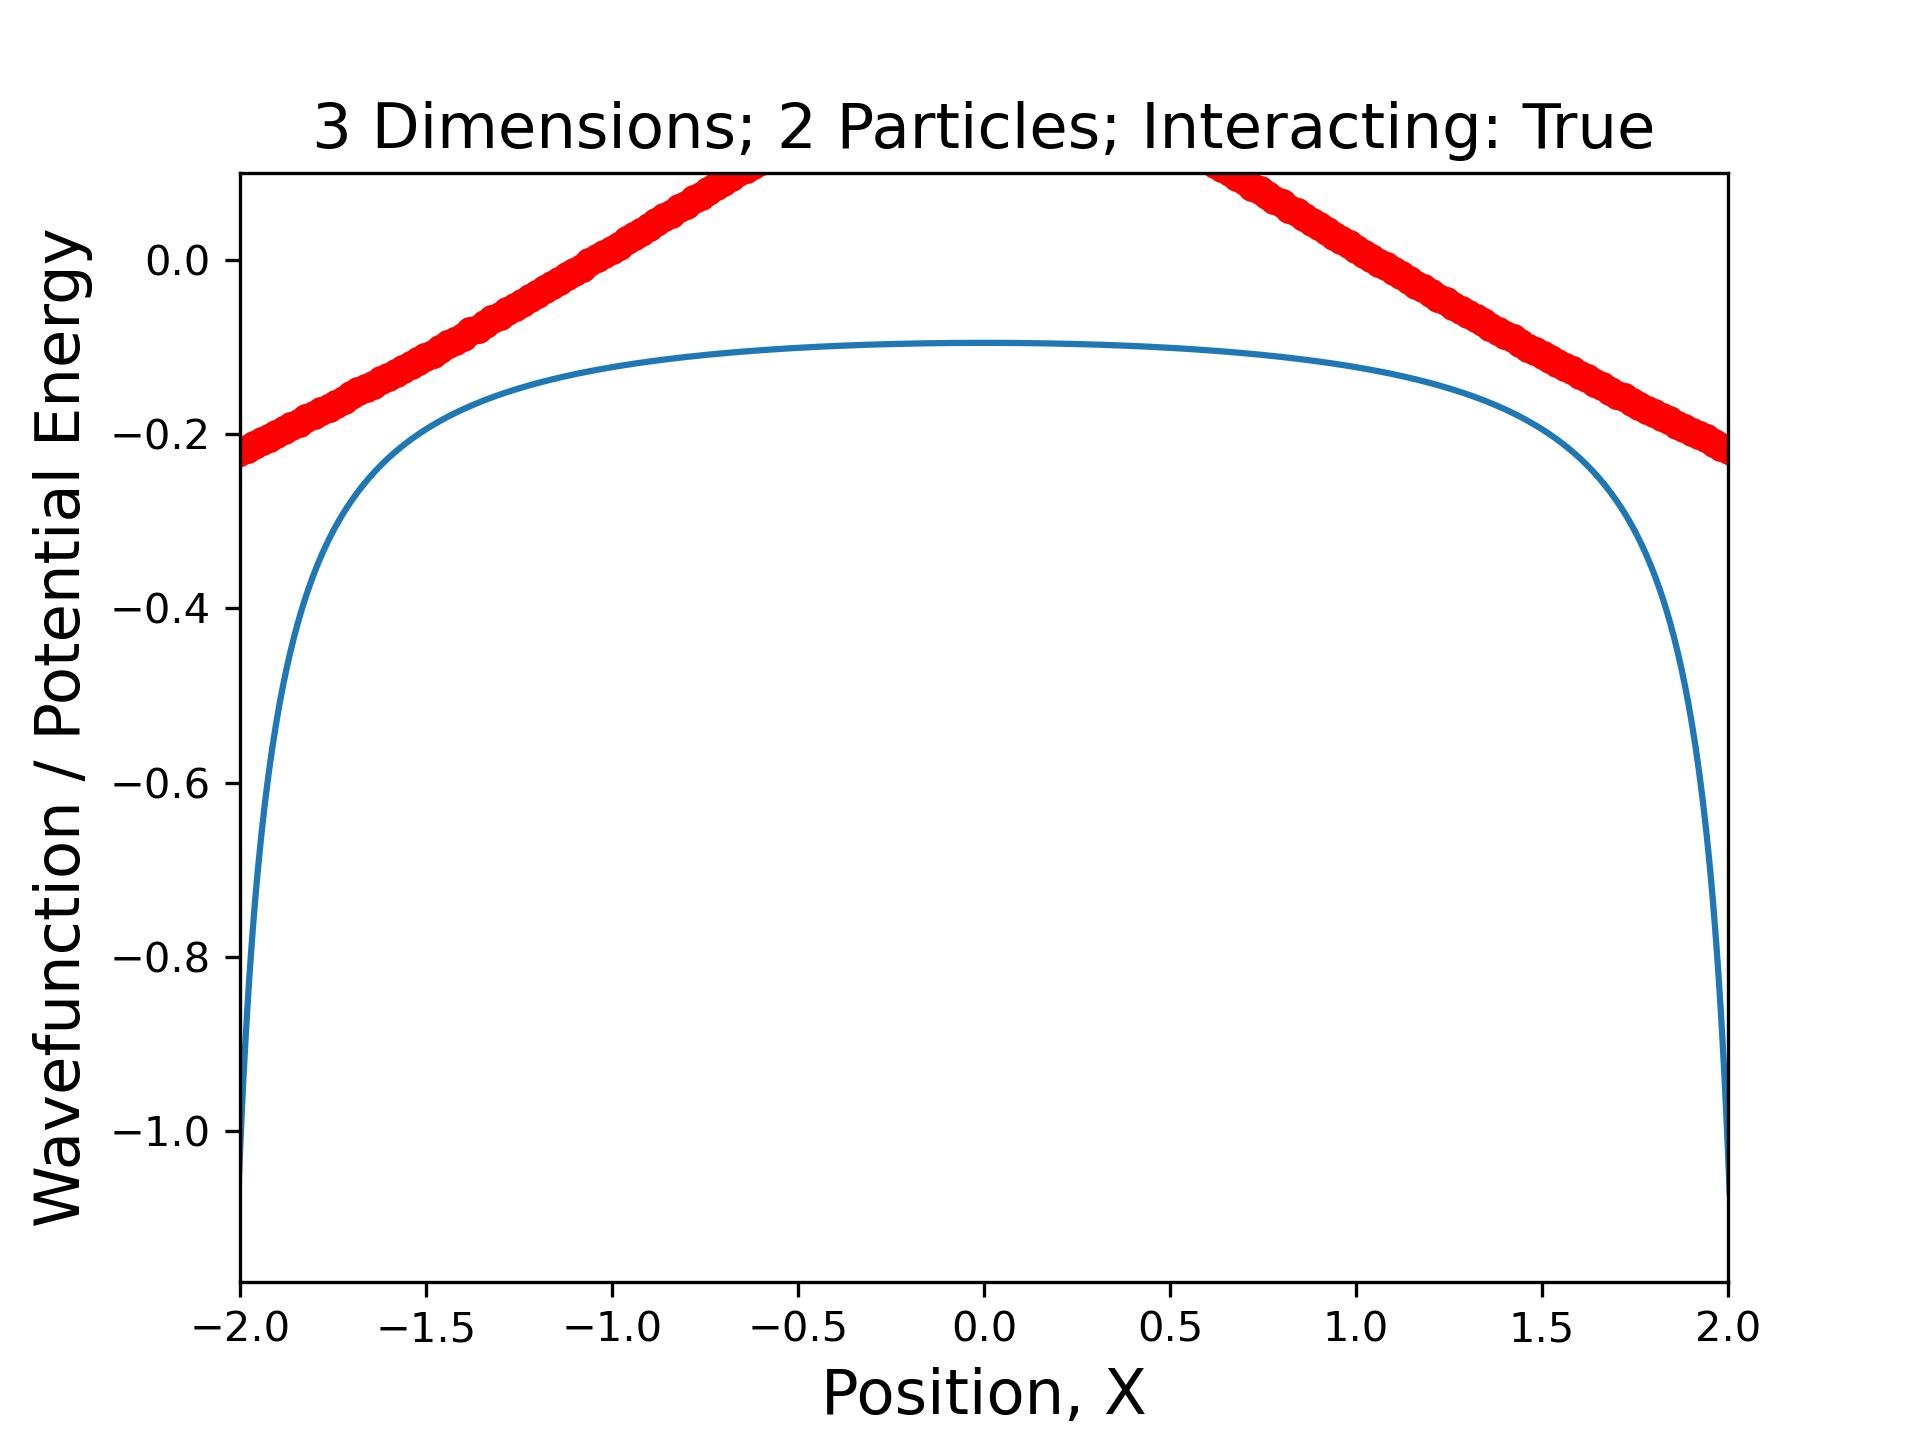 3 Dimensions; 2 Particles; Interacting: True
Wavefunction / Potential Energy
0.0
−0.2
−0.4
−0.6
−0.8
−1.0
−2.0 −1.5 −1.0 −0.5 0.0 0.5 1.0 1.5 2.0
Position, X